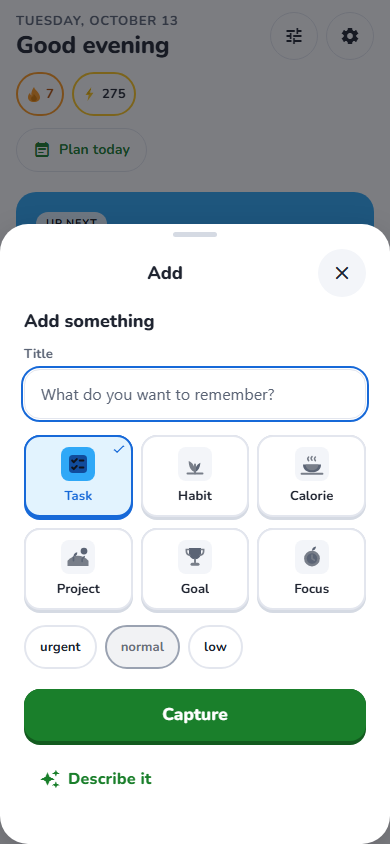 TUESDAY, OCTOBER 13
Good evening
7
275
Plan today
UP NEXT
Add
Add something
Title
What do you want to remember?
Task
Habit
Calorie
Project
Goal
Focus
urgent
normal
low
Capture
Describe it